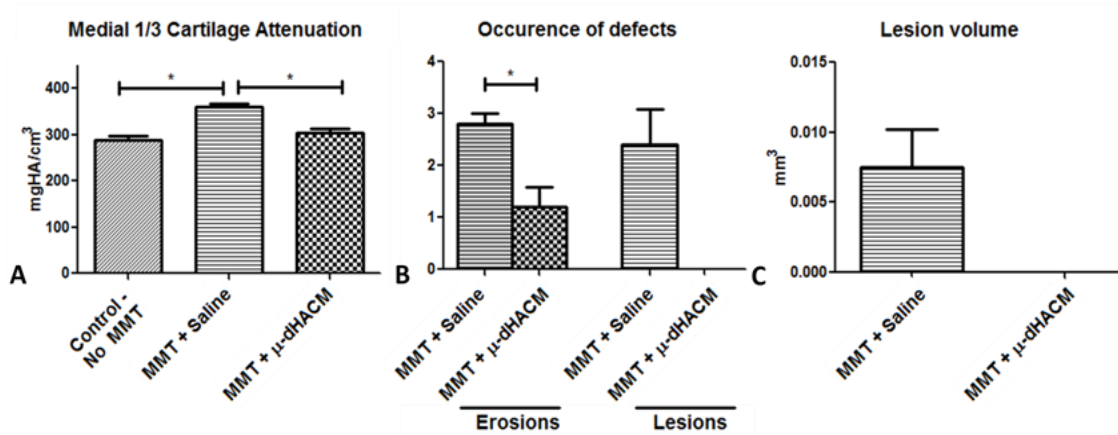 Medial 1/3 Cartilage Attenuation
400
300
200
100
0
mgHA/cm³
*
*
Control -
No MMT
MMT + Saline
MMT + μ-dHACM
A
Occurence of defects
4
3
2
1
0
*
MMT + Saline
MMT + μ-dHACM
MMT + Saline
MMT + μ-dHACM
Erosions
Lesions
B
Lesion volume
0.015
0.010
0.005
0.000
mm³
MMT + Saline
MMT + μ-dHACM
C